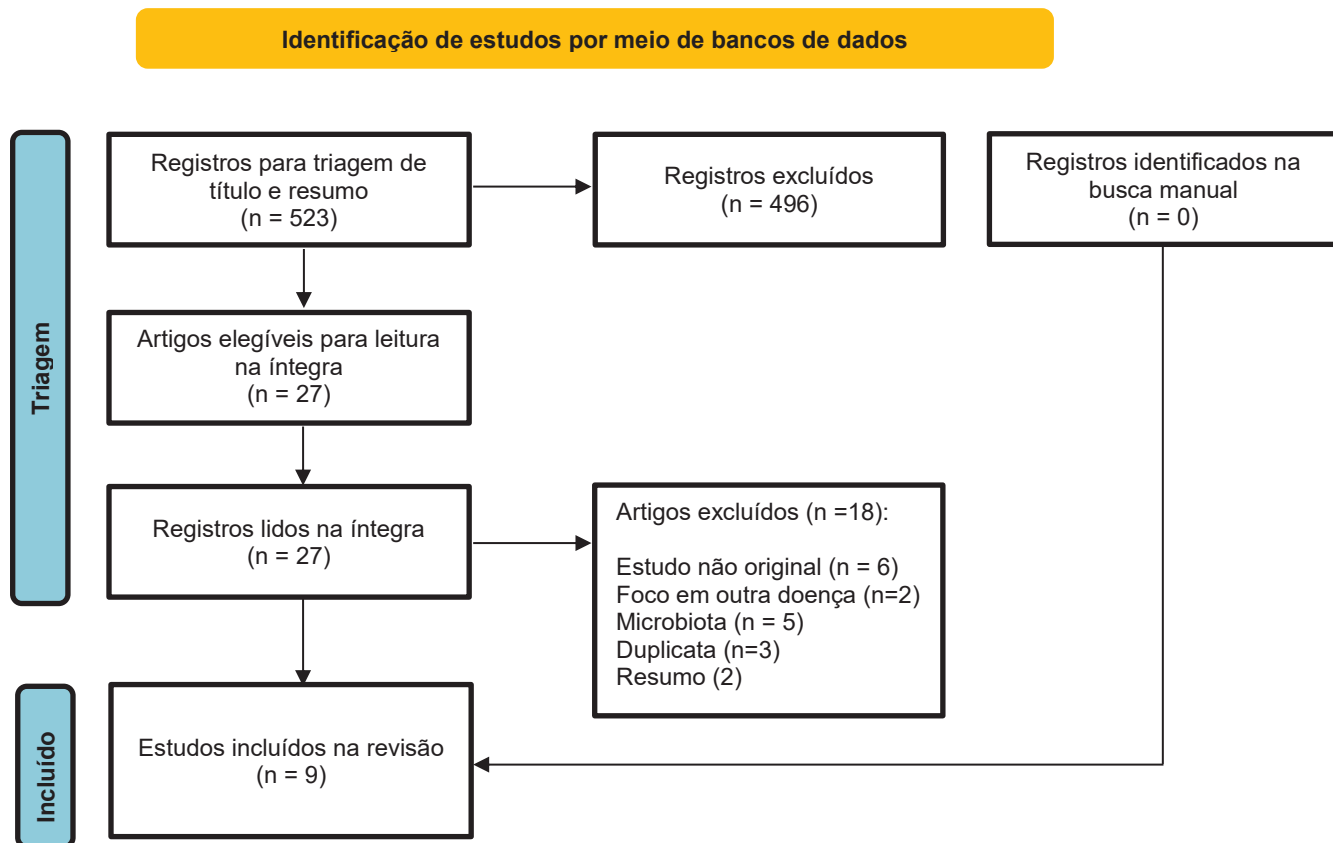 Identificação de estudos por meio de bancos de dados
Triagem
Registros para triagem de
título e resumo
(n = 523)
Registros excluídos
(n = 496)
Registros identificados na
busca manual
(n = 0)
Artigos elegíveis para leitura
na íntegra
(n = 27)
Registros lidos na íntegra
(n = 27)
Artigos excluídos (n =18):
Estudo não original (n = 6)
Foco em outra doença (n=2)
Microbiota (n = 5)
Duplicata (n=3)
Resumo (2)
Incluído
Estudos incluídos na revisão
(n = 9)